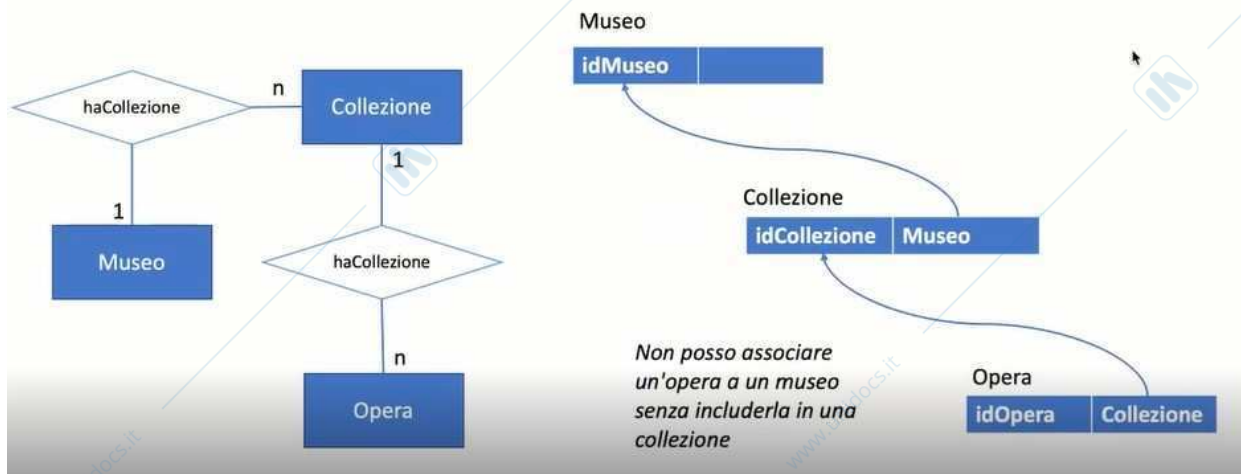 haCollezione
n
Collezione
1
1
Museo
haCollezione
n
Opera
Museo
idMuseo
Collezione
idCollezione Museo
Non posso associare
un'opera a un museo
senza includerla in una
collezione
Opera
idOpera Collezione